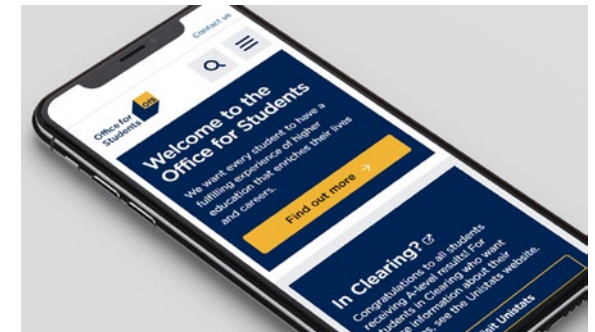 Contact us
Office for
Students
ofs
Welcome to the
Office for Students
We want every student to have a
fulfilling experience of higher
education that enriches their lives
and careers.
Find out more →
In Clearing?
Congratulations to all students
receiving A-level results! For
students in Clearing who want
information about their
see the Unistats website.
Unistats